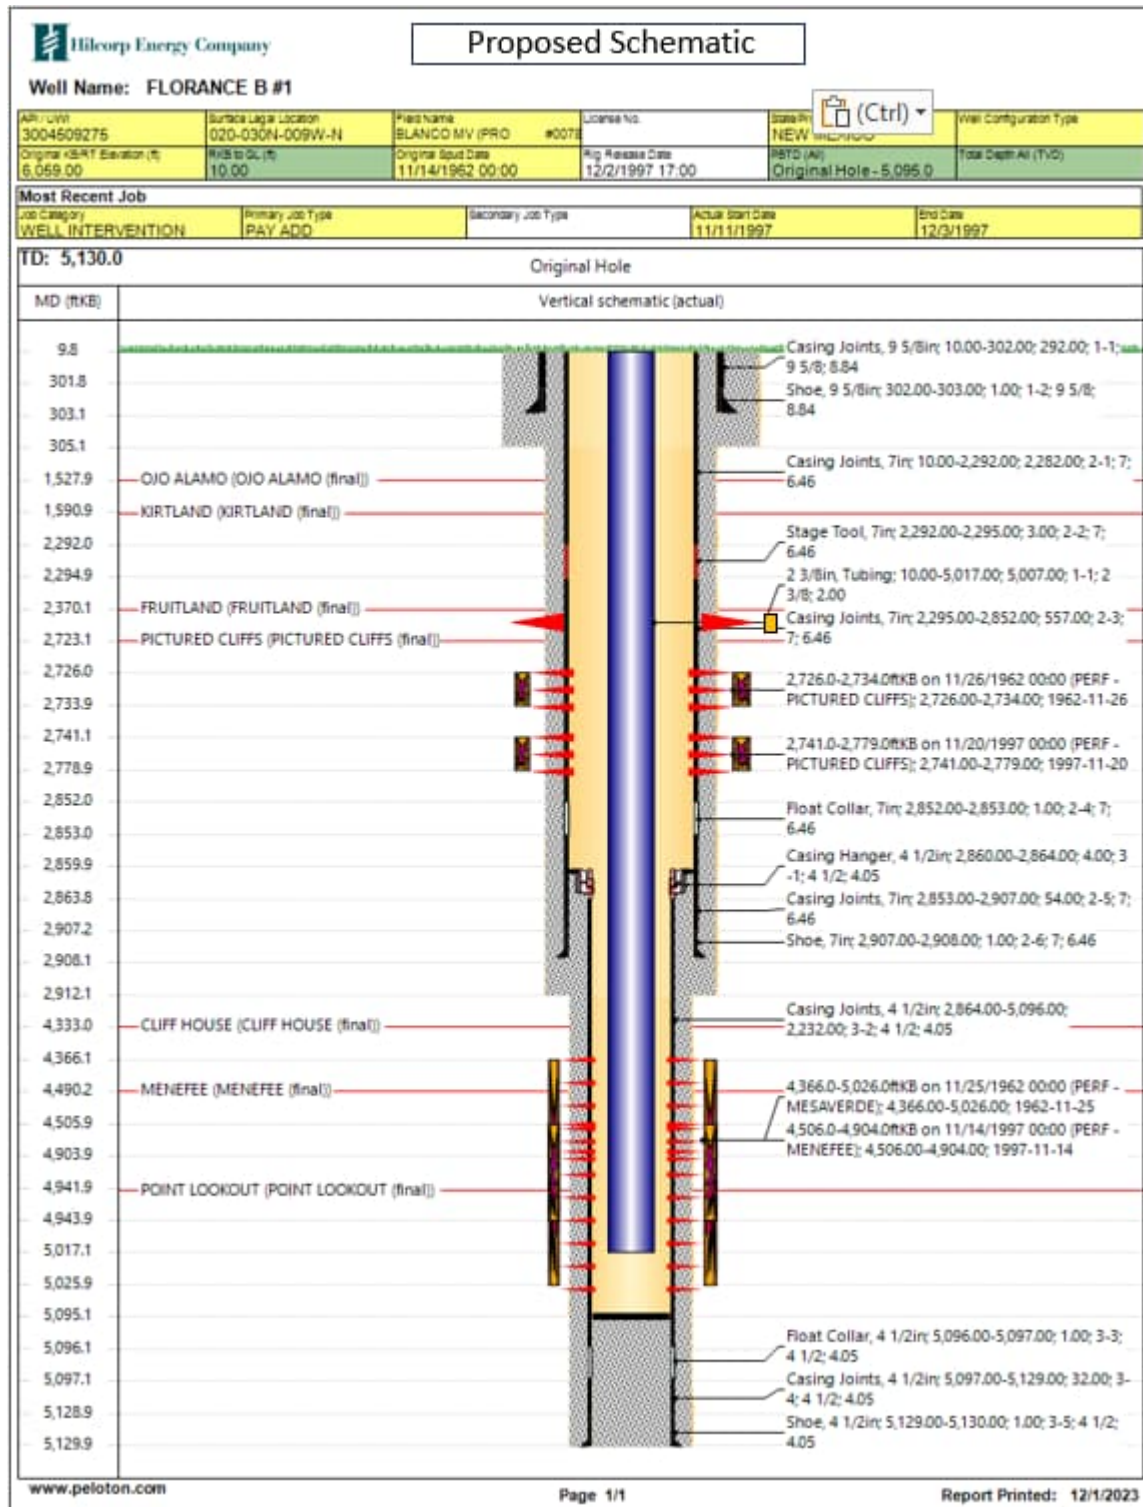 Hilcorp Energy Company
Proposed Schematic
Well Name: FLORANCE B #1
API / UWI
Surface Legal Location
Field Name
License No.
State/Pr
Well Configuration Type
3004509275
020-030N-009W-N
BLANCO MV (PRO #0078
NEW MEXICO
(Ctrl)
Original KB/RT Elevation (ft)
RKB to GL (ft)
Original Spud Date
Rig Release Date
PBTD (All)
Total Depth All (TVD)
6,059.00
10.00
11/14/1962 00:00
12/2/1997 17:00
Original Hole - 5,095.0
Most Recent Job
Job Category
Primary Job Type
Secondary Job Type
Actual Start Date
End Date
WELL INTERVENTION
PAY ADD
11/11/1997
12/3/1997
TD: 5,130.0
Original Hole
MD (ftKB)
Vertical schematic (actual)
9.8
301.8
303.1
305.1
1,527.9
1,590.9
2,292.0
2,294.9
2,370.1
2,723.1
2,726.0
2,733.9
2,741.1
2,778.9
2,852.0
2,853.0
2,859.9
2,863.8
2,907.2
2,908.1
2,912.1
4,333.0
4,366.1
4,490.2
4,505.9
4,903.9
4,941.9
4,943.9
5,017.1
5,025.9
5,095.1
5,096.1
5,097.1
5,128.9
5,129.9
OJO ALAMO (OJO ALAMO (final))
KIRTLAND (KIRTLAND (final))
FRUITLAND (FRUITLAND (final))
PICTURED CLIFFS (PICTURED CLIFFS (final))
CLIFF HOUSE (CLIFF HOUSE (final))
MENEFEE (MENEFEE (final))
POINT LOOKOUT (POINT LOOKOUT (final))
Casing Joints, 9 5/8in; 10.00-302.00; 292.00; 1-1;
9 5/8; 8.84
Shoe, 9 5/8in; 302.00-303.00; 1.00; 1-2; 9 5/8;
8.84
Casing Joints, 7in; 10.00-2,292.00; 2,282.00; 2-1; 7;
6.46
Stage Tool, 7in; 2,292.00-2,295.00; 3.00; 2-2; 7;
6.46
2 3/8in, Tubing; 10.00-5,017.00; 5,007.00; 1-1; 2
3/8; 2.00
Casing Joints, 7in; 2,295.00-2,852.00; 557.00; 2-3;
7; 6.46
2,726.0-2,734.0ftKB on 11/26/1962 00:00 (PERF -
PICTURED CLIFFS); 2,726.00-2,734.00; 1962-11-26
2,741.0-2,779.0ftKB on 11/20/1997 00:00 (PERF -
PICTURED CLIFFS); 2,741.00-2,779.00; 1997-11-20
Float Collar, 7in; 2,852.00-2,853.00; 1.00; 2-4; 7;
6.46
Casing Hanger, 4 1/2in; 2,860.00-2,864.00; 4.00; 3
-1; 4 1/2; 4.05
Casing Joints, 7in; 2,853.00-2,907.00; 54.00; 2-5; 7;
6.46
Shoe, 7in; 2,907.00-2,908.00; 1.00; 2-6; 7; 6.46
Casing Joints, 4 1/2in; 2,864.00-5,096.00;
2,232.00; 3-2; 4 1/2; 4.05
4,366.0-5,026.0ftKB on 11/25/1962 00:00 (PERF -
MESAVERDE); 4,366.00-5,026.00; 1962-11-25
4,506.0-4,904.0ftKB on 11/14/1997 00:00 (PERF -
MENEFEE); 4,506.00-4,904.00; 1997-11-14
Float Collar, 4 1/2in; 5,096.00-5,097.00; 1.00; 3-3;
4 1/2; 4.05
Casing Joints, 4 1/2in; 5,097.00-5,129.00; 32.00; 3-
4; 4 1/2; 4.05
Shoe, 4 1/2in; 5,129.00-5,130.00; 1.00; 3-5; 4 1/2;
4.05
www.peloton.com
Page 1/1
Report Printed: 12/1/2023